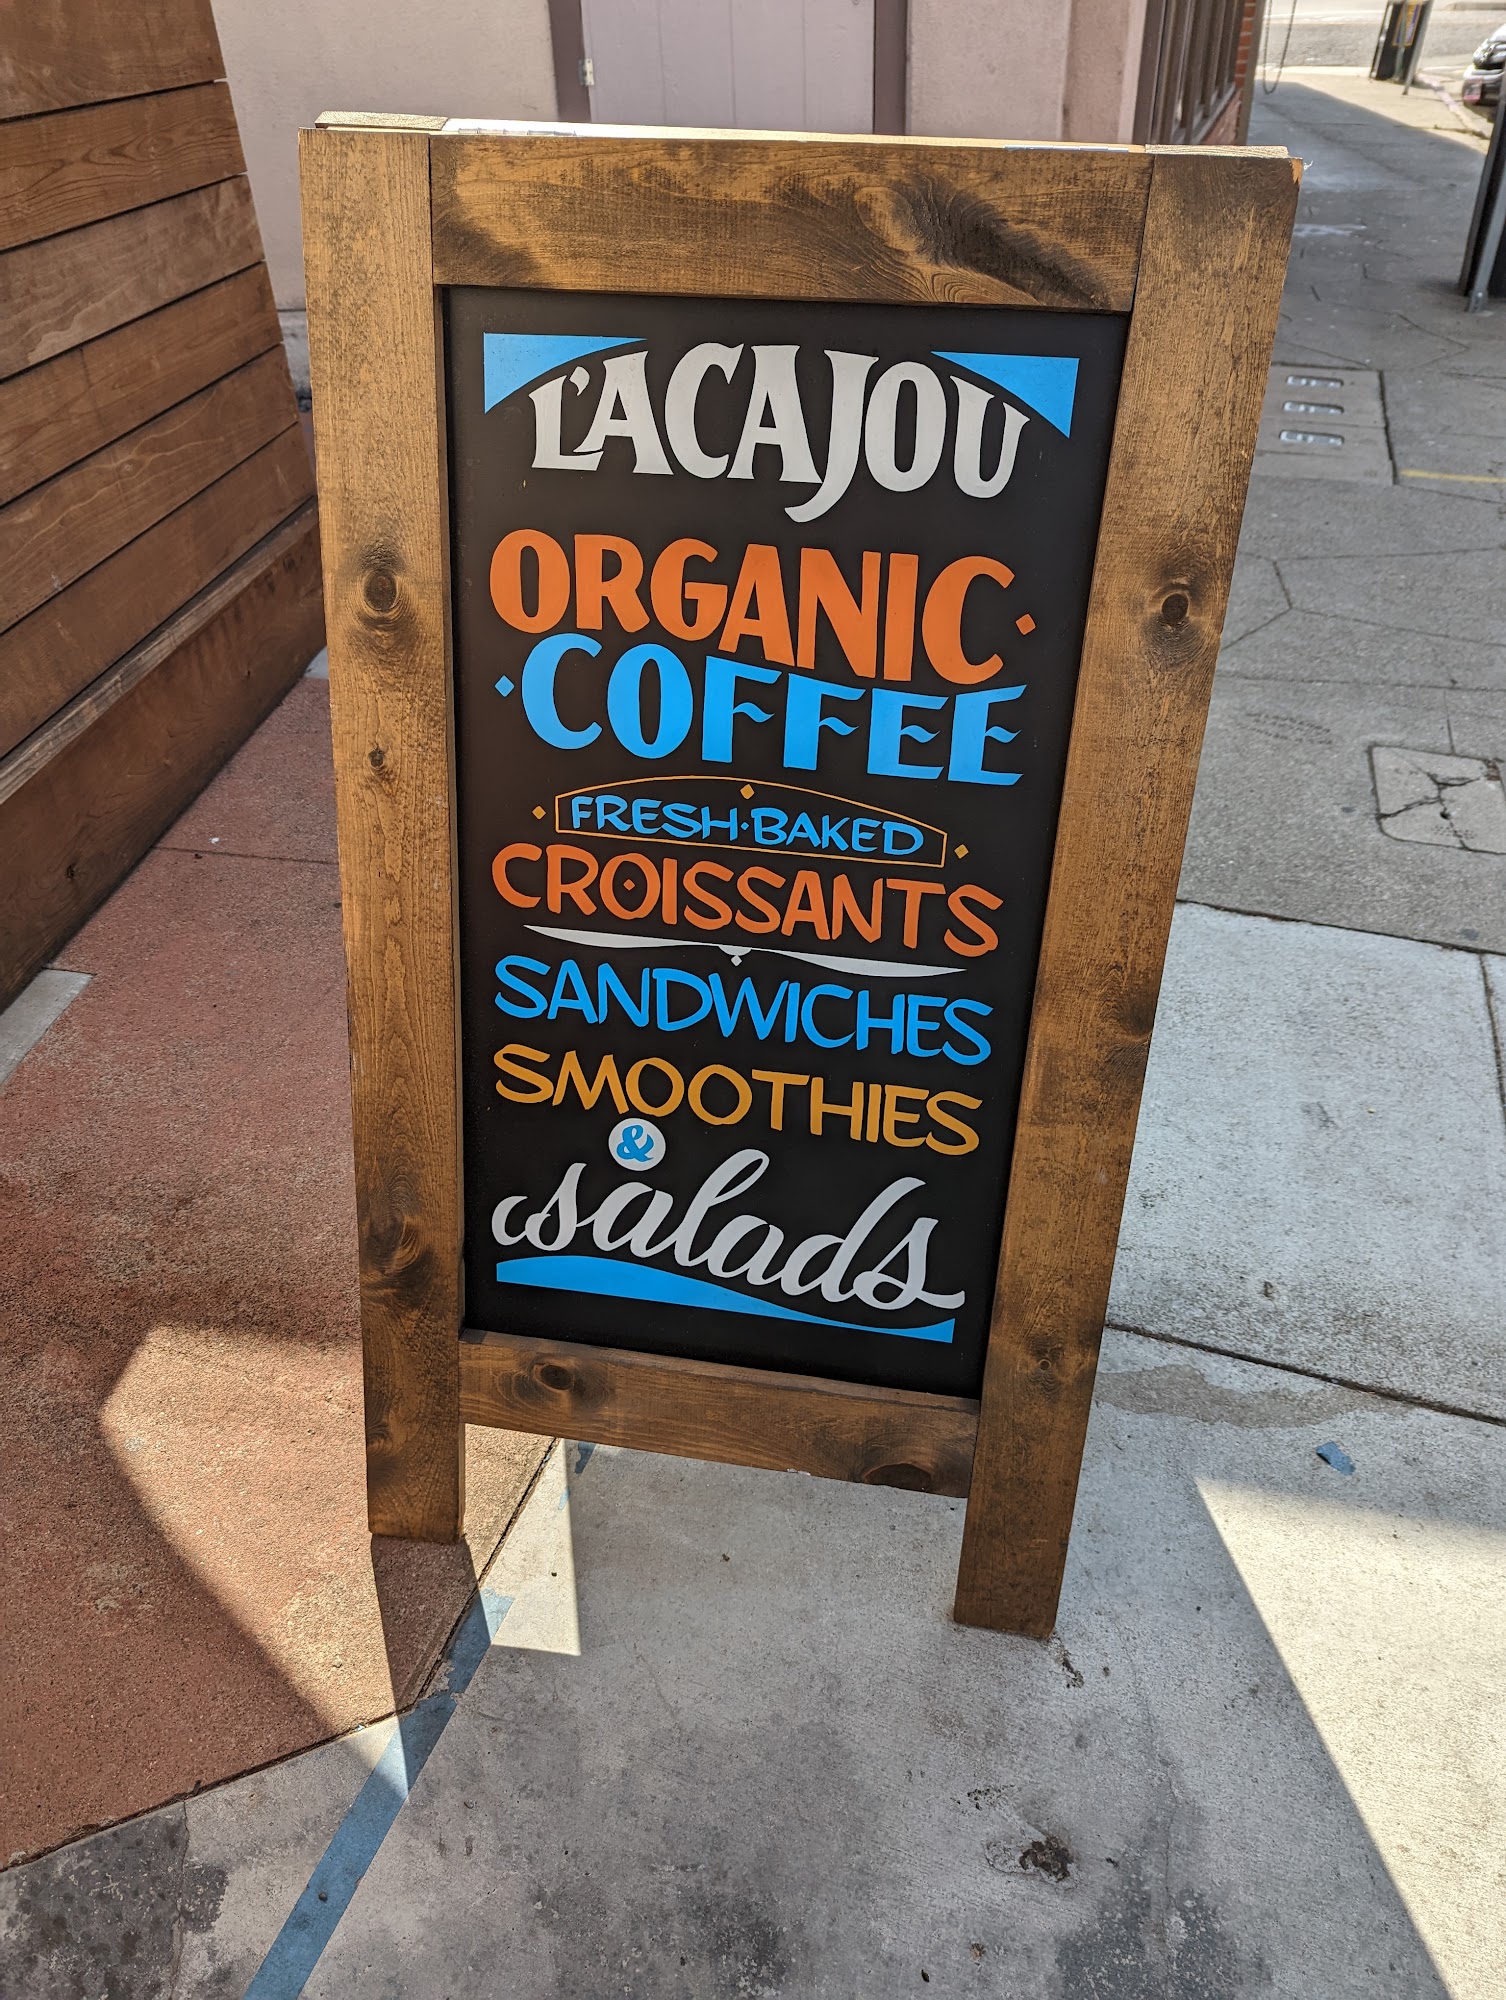 L'ACAJOU
ORGANIC
COFFEE
FRESH·BAKED
CROISSANTS
SANDWICHES
SMOOTHIES
&
salads